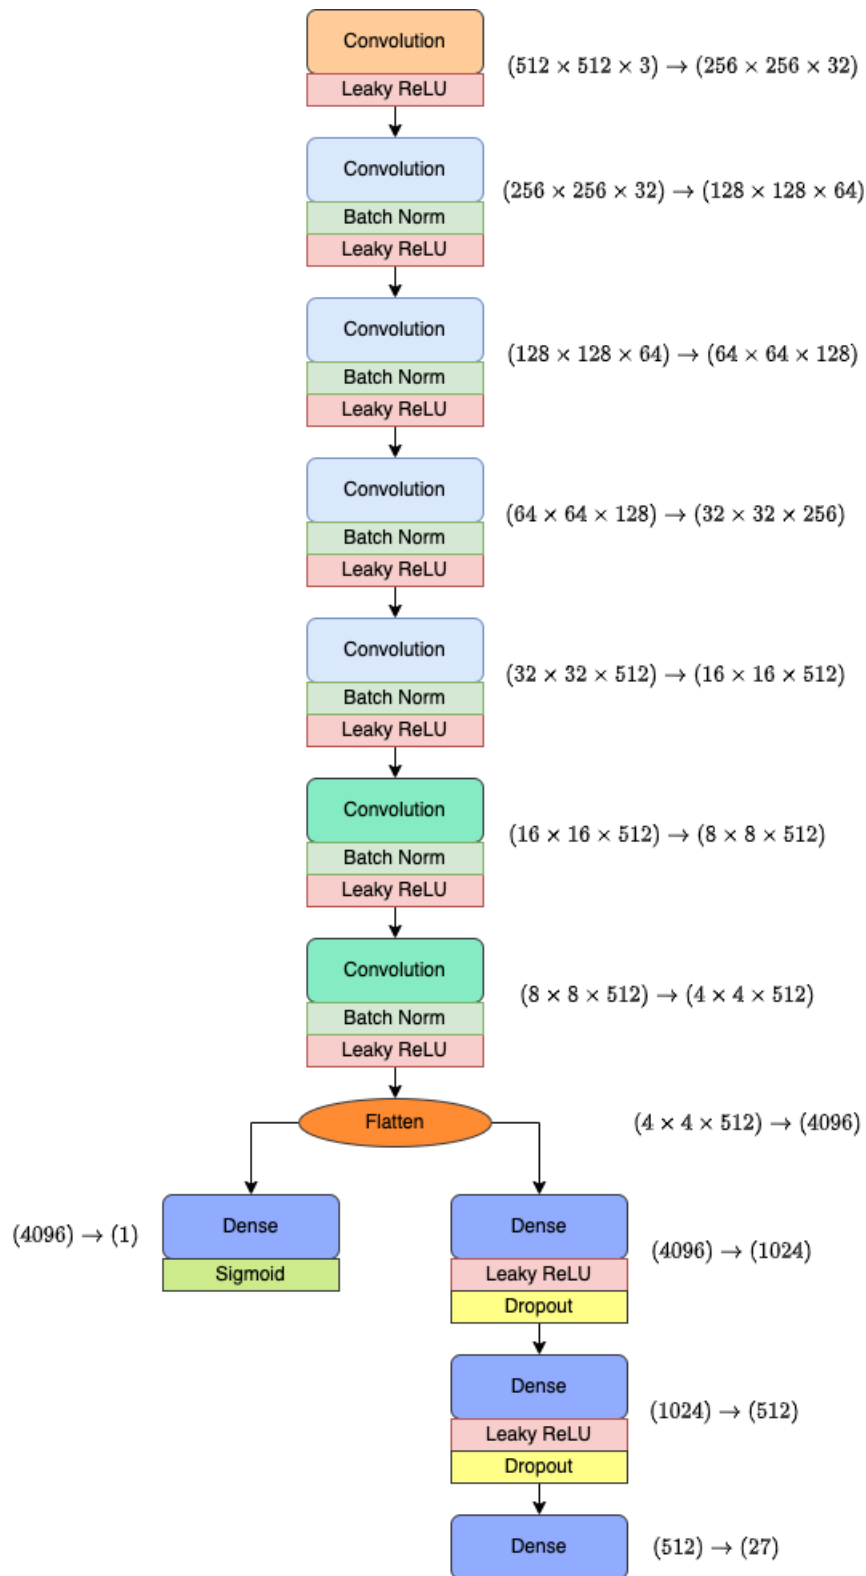 Convolution
Leaky ReLU
(512 × 512 × 3) → (256 × 256 × 32)
Convolution
Batch Norm
Leaky ReLU
(256 × 256 × 32) → (128 × 128 × 64)
Convolution
Batch Norm
Leaky ReLU
(128 × 128 × 64) → (64 × 64 × 128)
Convolution
Batch Norm
Leaky ReLU
(64 × 64 × 128) → (32 × 32 × 256)
Convolution
Batch Norm
Leaky ReLU
(32 × 32 × 512) → (16 × 16 × 512)
Convolution
Batch Norm
Leaky ReLU
(16 × 16 × 512) → (8 × 8 × 512)
Convolution
Batch Norm
Leaky ReLU
(8 × 8 × 512) → (4 × 4 × 512)
Flatten
(4 × 4 × 512) → (4096)
(4096) → (1)
Dense
Sigmoid
Dense
Leaky ReLU
Dropout
(4096) → (1024)
Dense
Leaky ReLU
Dropout
(1024) → (512)
Dense
(512) → (27)